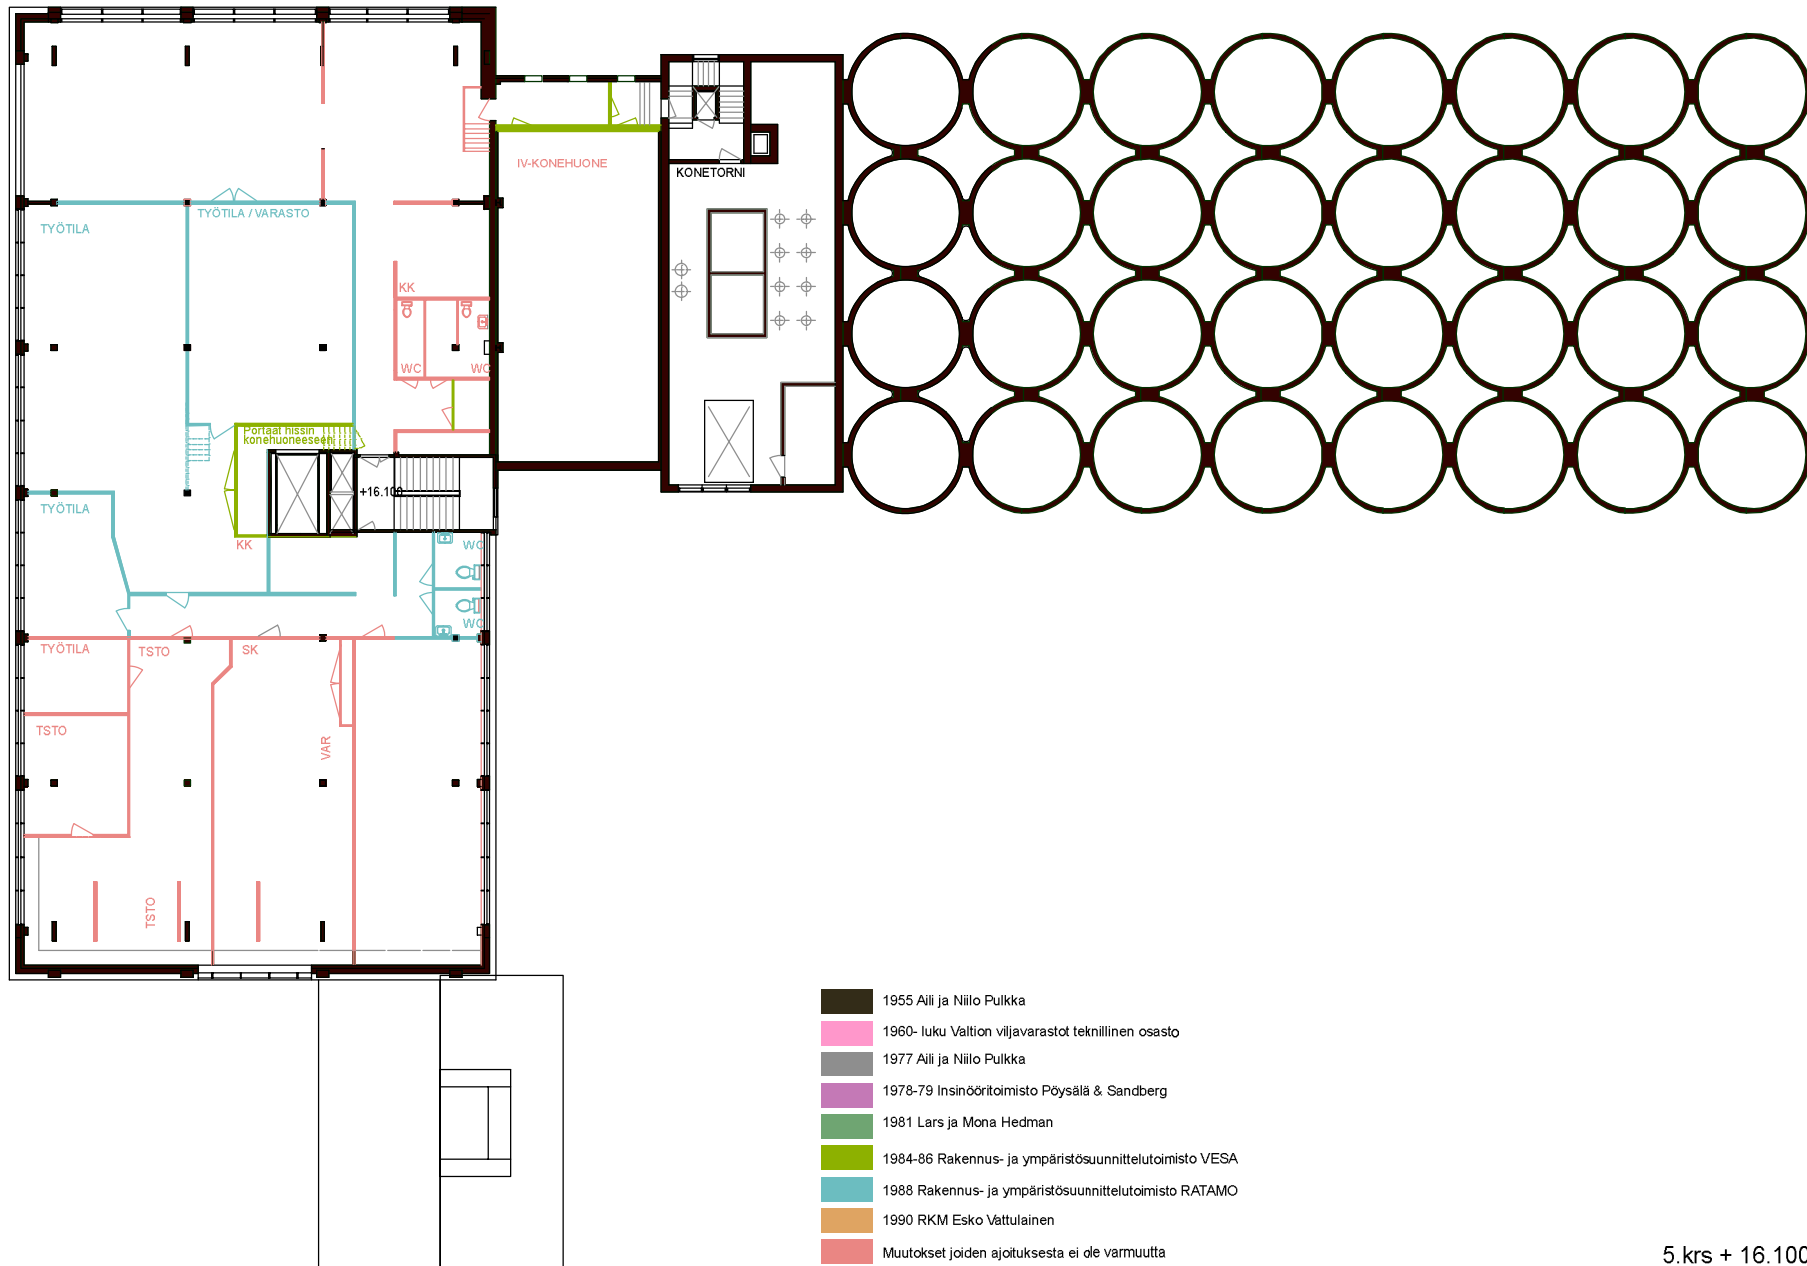 IV-KONEHUONE
KONETORNI
TYÖTILA / VARASTO
TYÖTILA
KK
WC
WC
Portaat hissin
konehuoneeseen
+16.100
TYÖTILA
KK
WC
WC
TYÖTILA
TSTO
SK
TSTO
VAR
TSTO
1955 Aili ja Niilo Pulkka
1960- luku Valtion viljavarastot teknillinen osasto
1977 Aili ja Niilo Pulkka
1978-79 Insinööritoimisto Pöysälä & Sandberg
1981 Lars ja Mona Hedman
1984-86 Rakennus- ja ympäristösuunnittelutoimisto VESA
1988 Rakennus- ja ympäristösuunnittelutoimisto RATAMO
1990 RKM Esko Vattulainen
Muutokset joiden ajoituksesta ei ole varmuutta
5.krs + 16.100